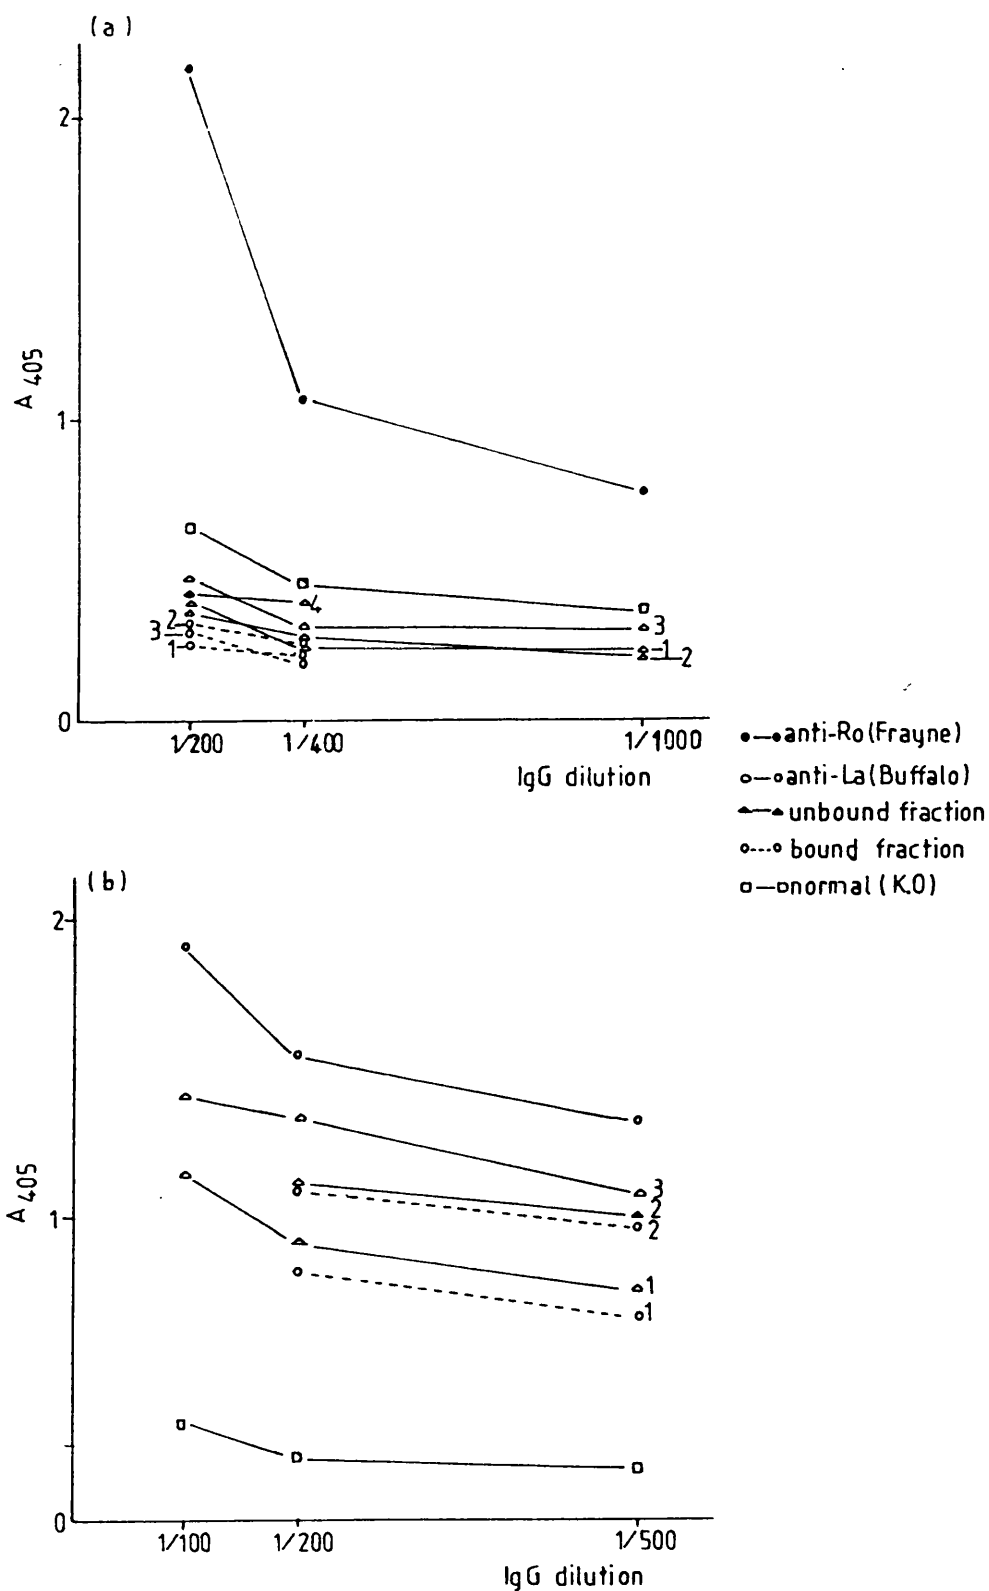 (a)
2
1
0
A 405
4
3
1
2
2
3
1
1/200 1/400 1/1000
IgG dilution
anti-Ro (Frayne)
anti-La (Buffalo)
unbound fraction
bound fraction
normal (K.O)
(b)
2
1
0
A 405
3
2
2
1
1
1/100 1/200 1/500
IgG dilution